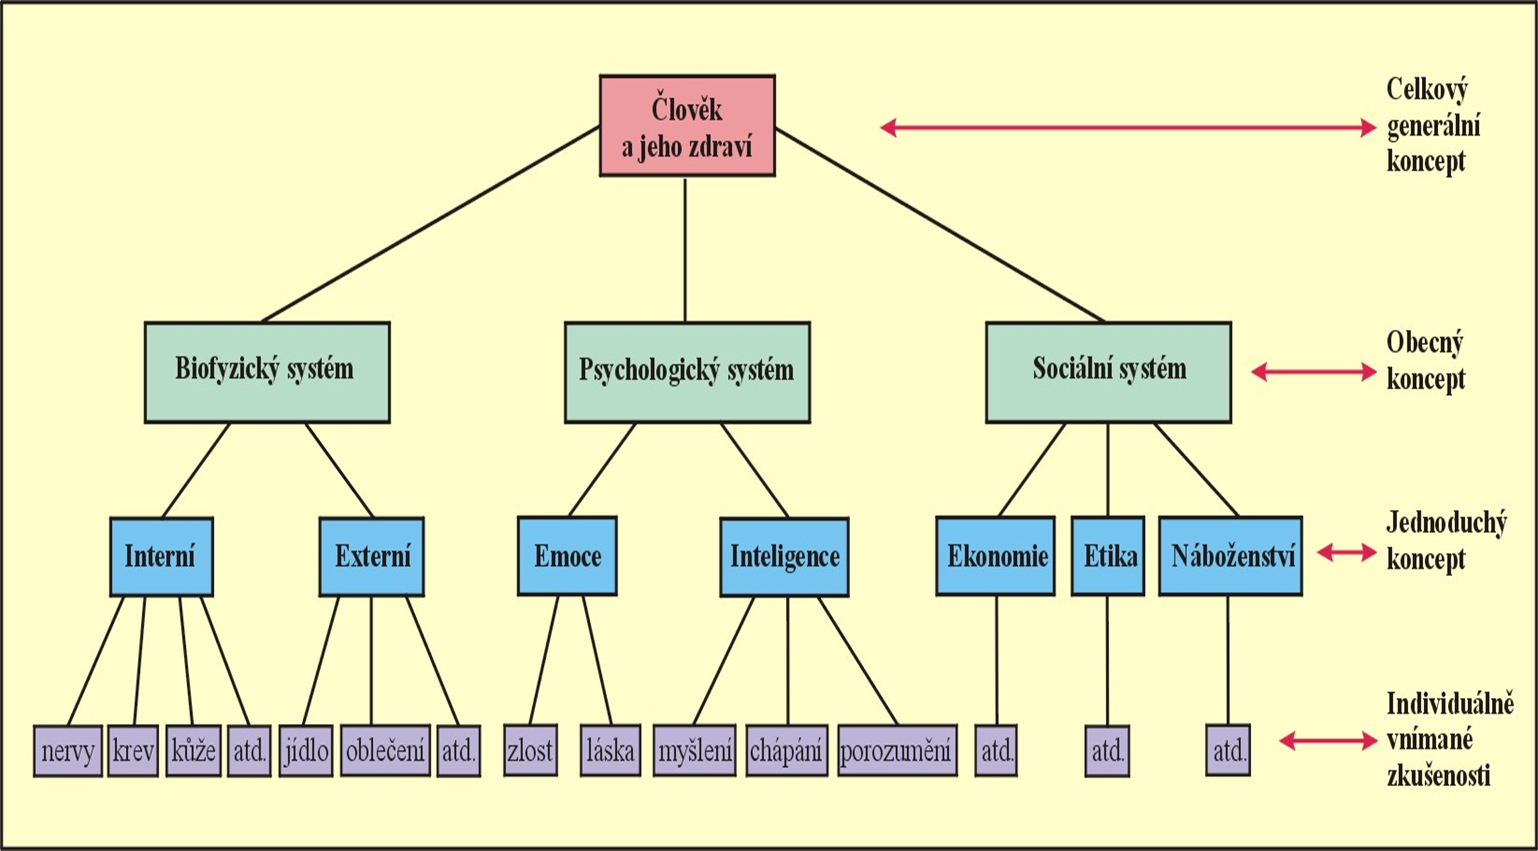 Člověk
a jeho zdraví
Celkový
generální
koncept
Biofyzický systém
Psychologický systém
Sociální systém
Obecný
koncept
Interní
Externí
Emoce
Inteligence
Ekonomie
Etika
Náboženství
Jednoduchý
koncept
nervy
krev
kůže
atd.
jídlo
oblečení
atd.
zlost
láska
myšlení
chápání
porozumění
atd.
atd.
atd.
Individuálně
vnímané
zkušenosti